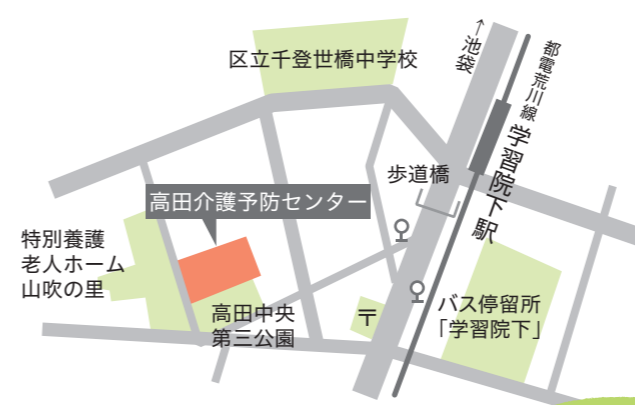 区立千登世橋中学校
←池袋
都電荒川線
学習院下駅
歩道橋
高田介護予防センター
特別養護
老人ホーム
山吹の里
高田中央
第三公園
〒
バス停留所
「学習院下」